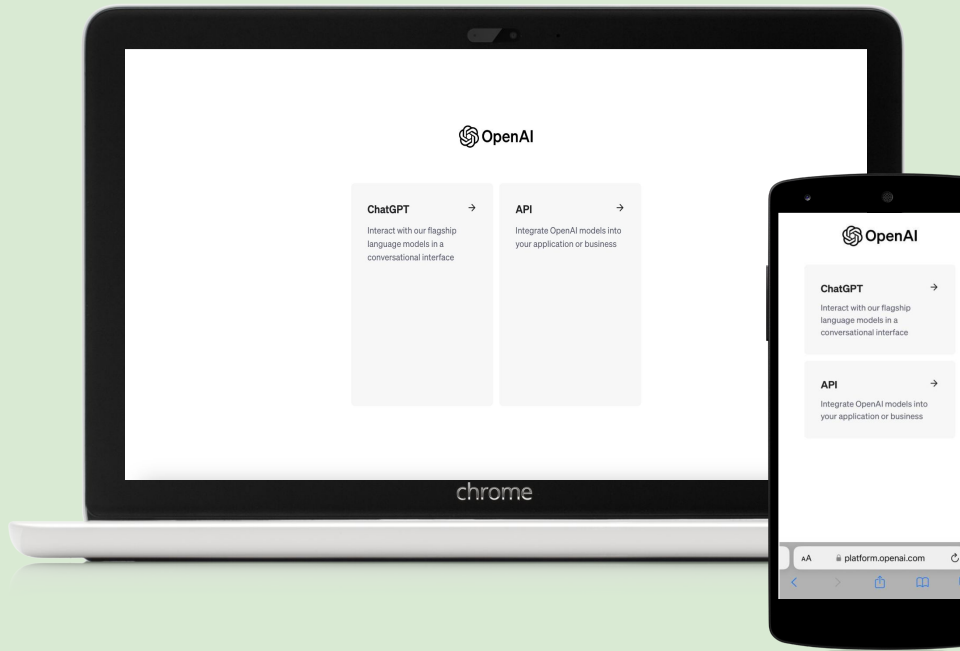 OpenAI
ChatGPT →
Interact with our flagship
language models in a
conversational interface
API →
Integrate OpenAI models into
your application or business
chrome
OpenAI
ChatGPT →
Interact with our flagship
language models in a
conversational interface
API →
Integrate OpenAI models into
your application or business
AA platform.openai.com